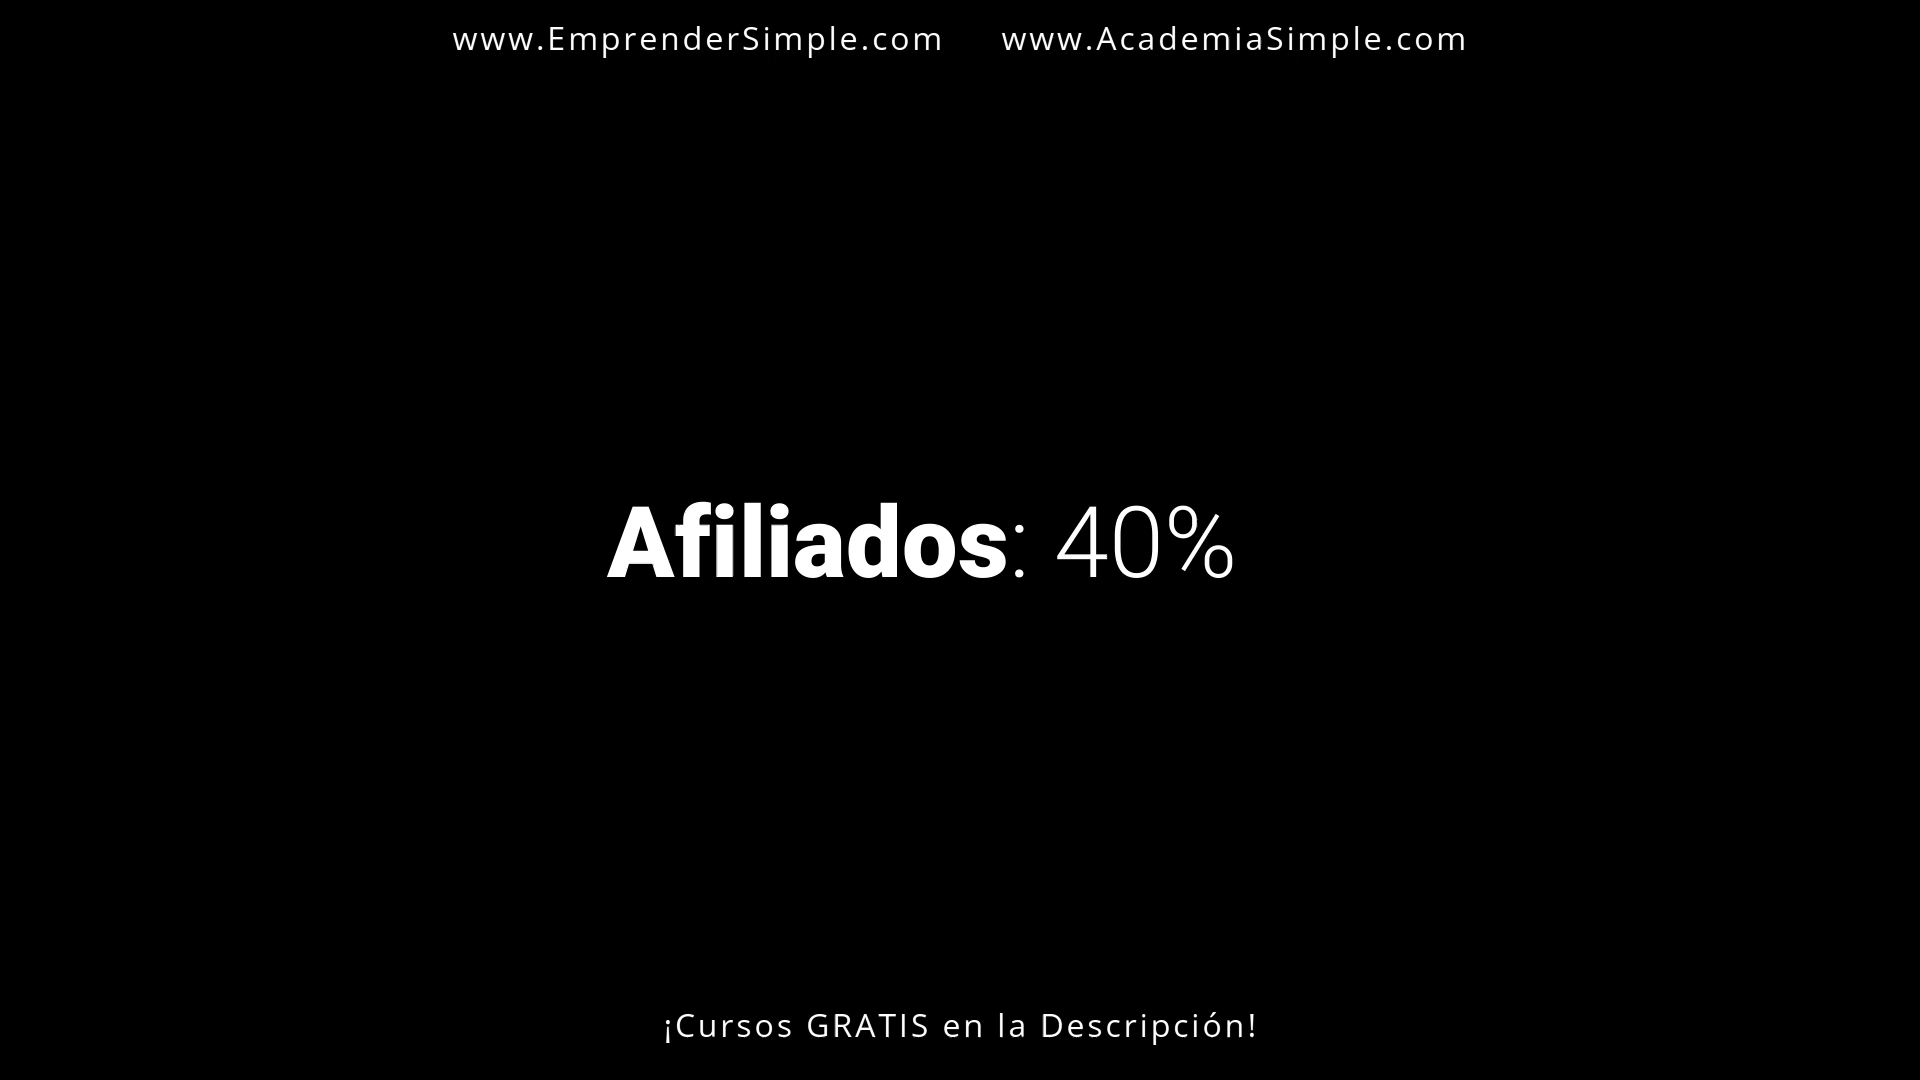 www.EmprenderSimple.com www.AcademiaSimple.com
Afiliados: 40%
¡Cursos GRATIS en la Descripción!